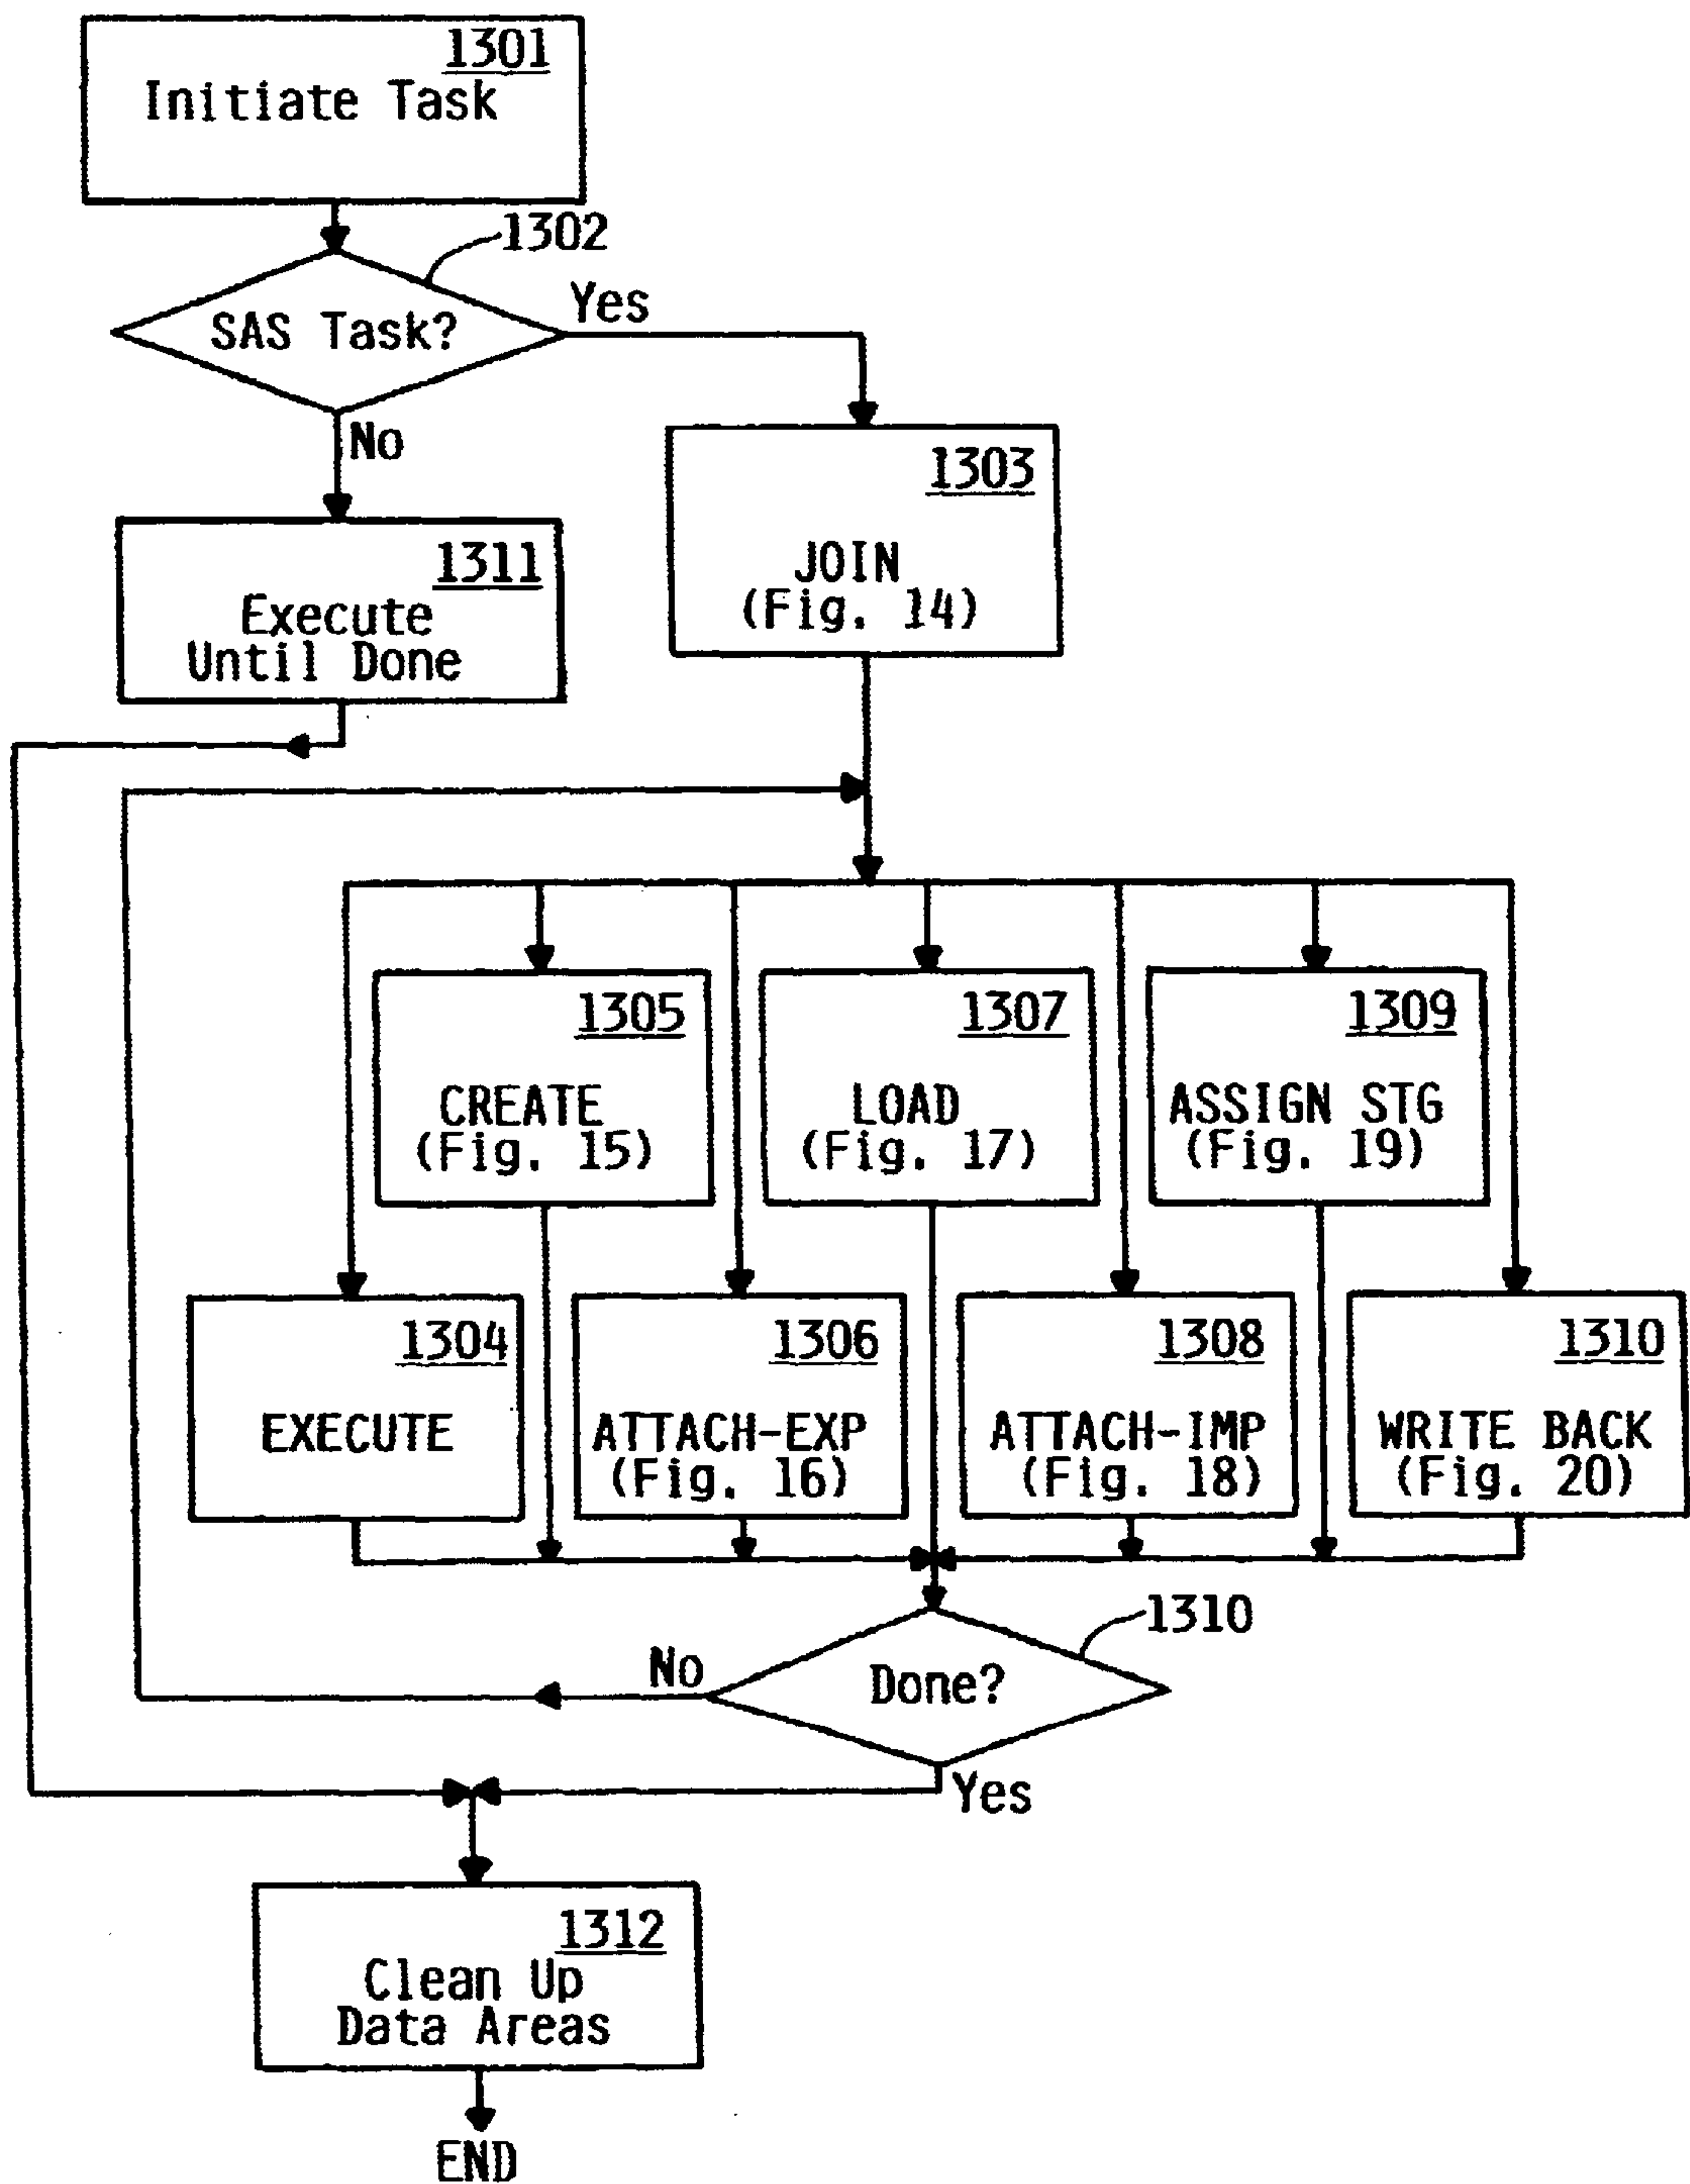 1301
Initiate Task
1302
SAS Task?
Yes
No
1303
JOIN
(Fig. 14)
1311
Execute
Until Done
1305
CREATE
(Fig. 15)
1307
LOAD
(Fig. 17)
1309
ASSIGN STG
(Fig. 19)
1304
EXECUTE
1306
ATTACH-EXP
(Fig. 16)
1308
ATTACH-IMP
(Fig. 18)
1310
WRITE BACK
(Fig. 20)
1310
Done?
No
Yes
1312
Clean Up
Data Areas
END